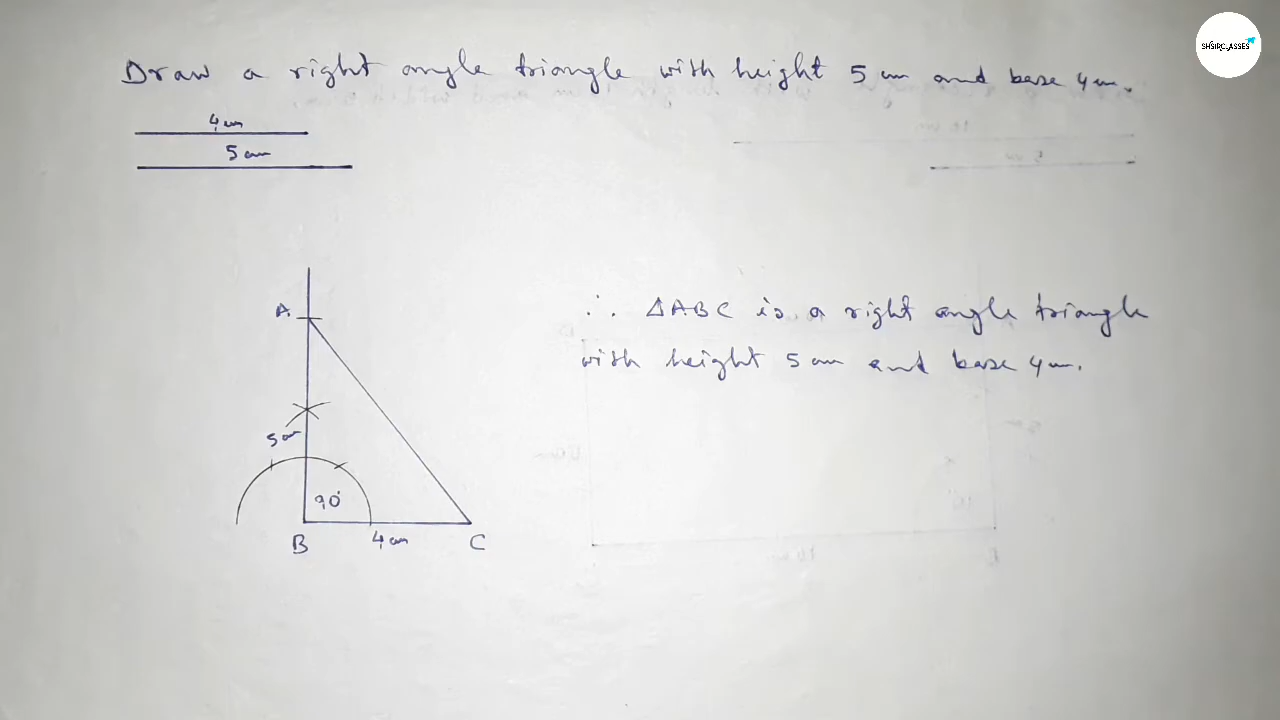 SHSIRCLASSES
Draw a right angle triangle with height 5 cm and base 4 cm.
4 cm
5 cm
A
∴ ΔABC is a right angle triangle
with height 5 cm and base 4 cm.
5 cm
90°
B
4 cm
C